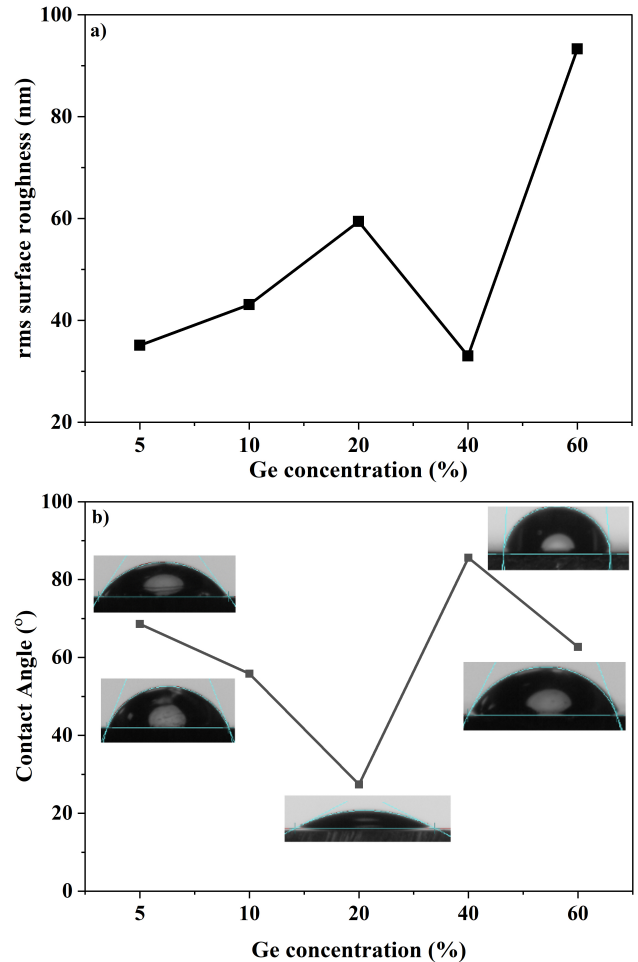 a)
100
80
60
40
20
rms surface roughness (nm)
5 10 20 40 60
Ge concentration (%)
b)
100
80
60
40
20
0
Contact Angle (°)
5 10 20 40 60
Ge concentration (%)